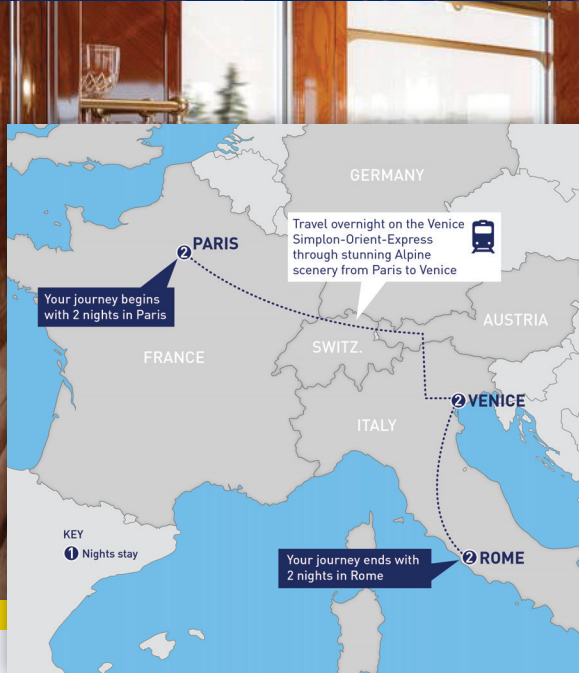 GERMANY
Travel overnight on the Venice
Simplon-Orient-Express
through stunning Alpine
scenery from Paris to Venice
2 PARIS
Your journey begins
with 2 nights in Paris
AUSTRIA
SWITZ.
FRANCE
2 VENICE
ITALY
KEY
1 Nights stay
Your journey ends with
2 nights in Rome
2 ROME